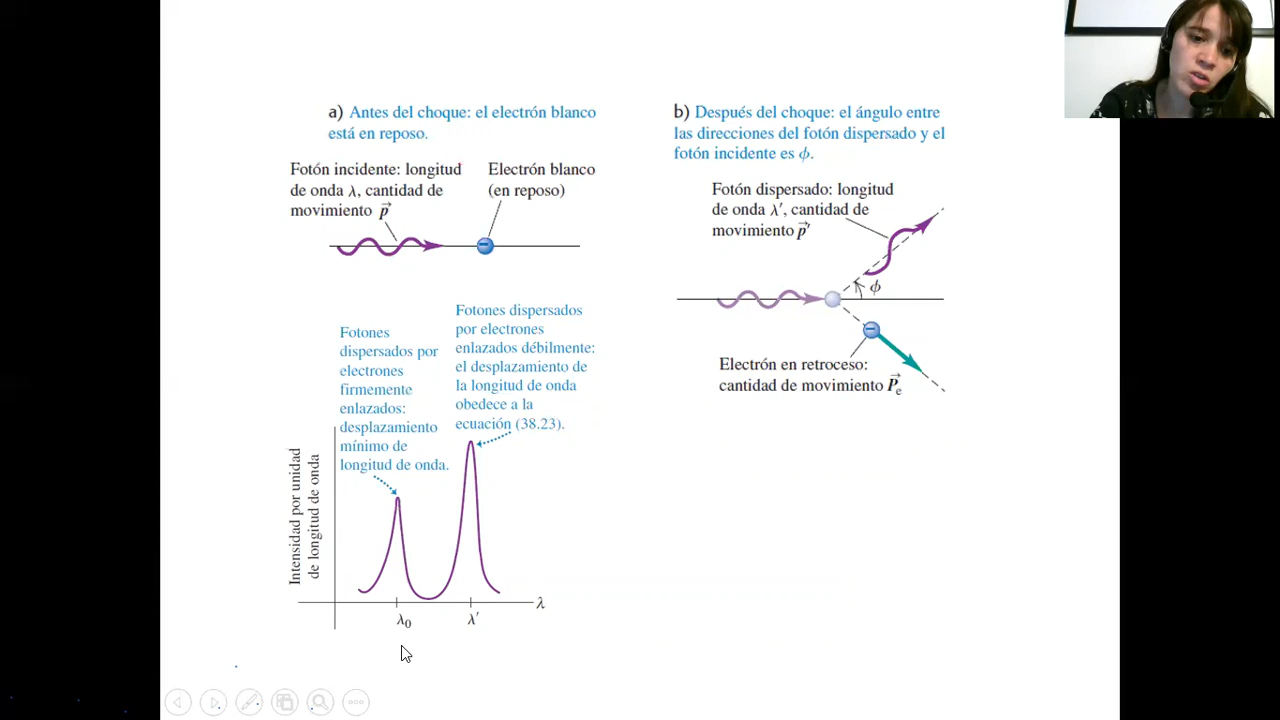 a) Antes del choque: el electrón blanco
está en reposo.
Fotón incidente: longitud
de onda λ, cantidad de
movimiento p⃗
Electrón blanco
(en reposo)
b) Después del choque: el ángulo entre
las direcciones del fotón dispersado y el
fotón incidente es ϕ.
Fotón dispersado: longitud
de onda λ′, cantidad de
movimiento p⃗′
ϕ
Electrón en retroceso:
cantidad de movimiento P⃗e
Fotones
dispersados por
electrones
firmemente
enlazados:
desplazamiento
mínimo de
longitud de onda.
Fotones dispersados
por electrones
enlazados débilmente:
el desplazamiento de
la longitud de onda
obedece a la
ecuación (38.23).
Intensidad por unidad
de longitud de onda
λ
λ0
λ′